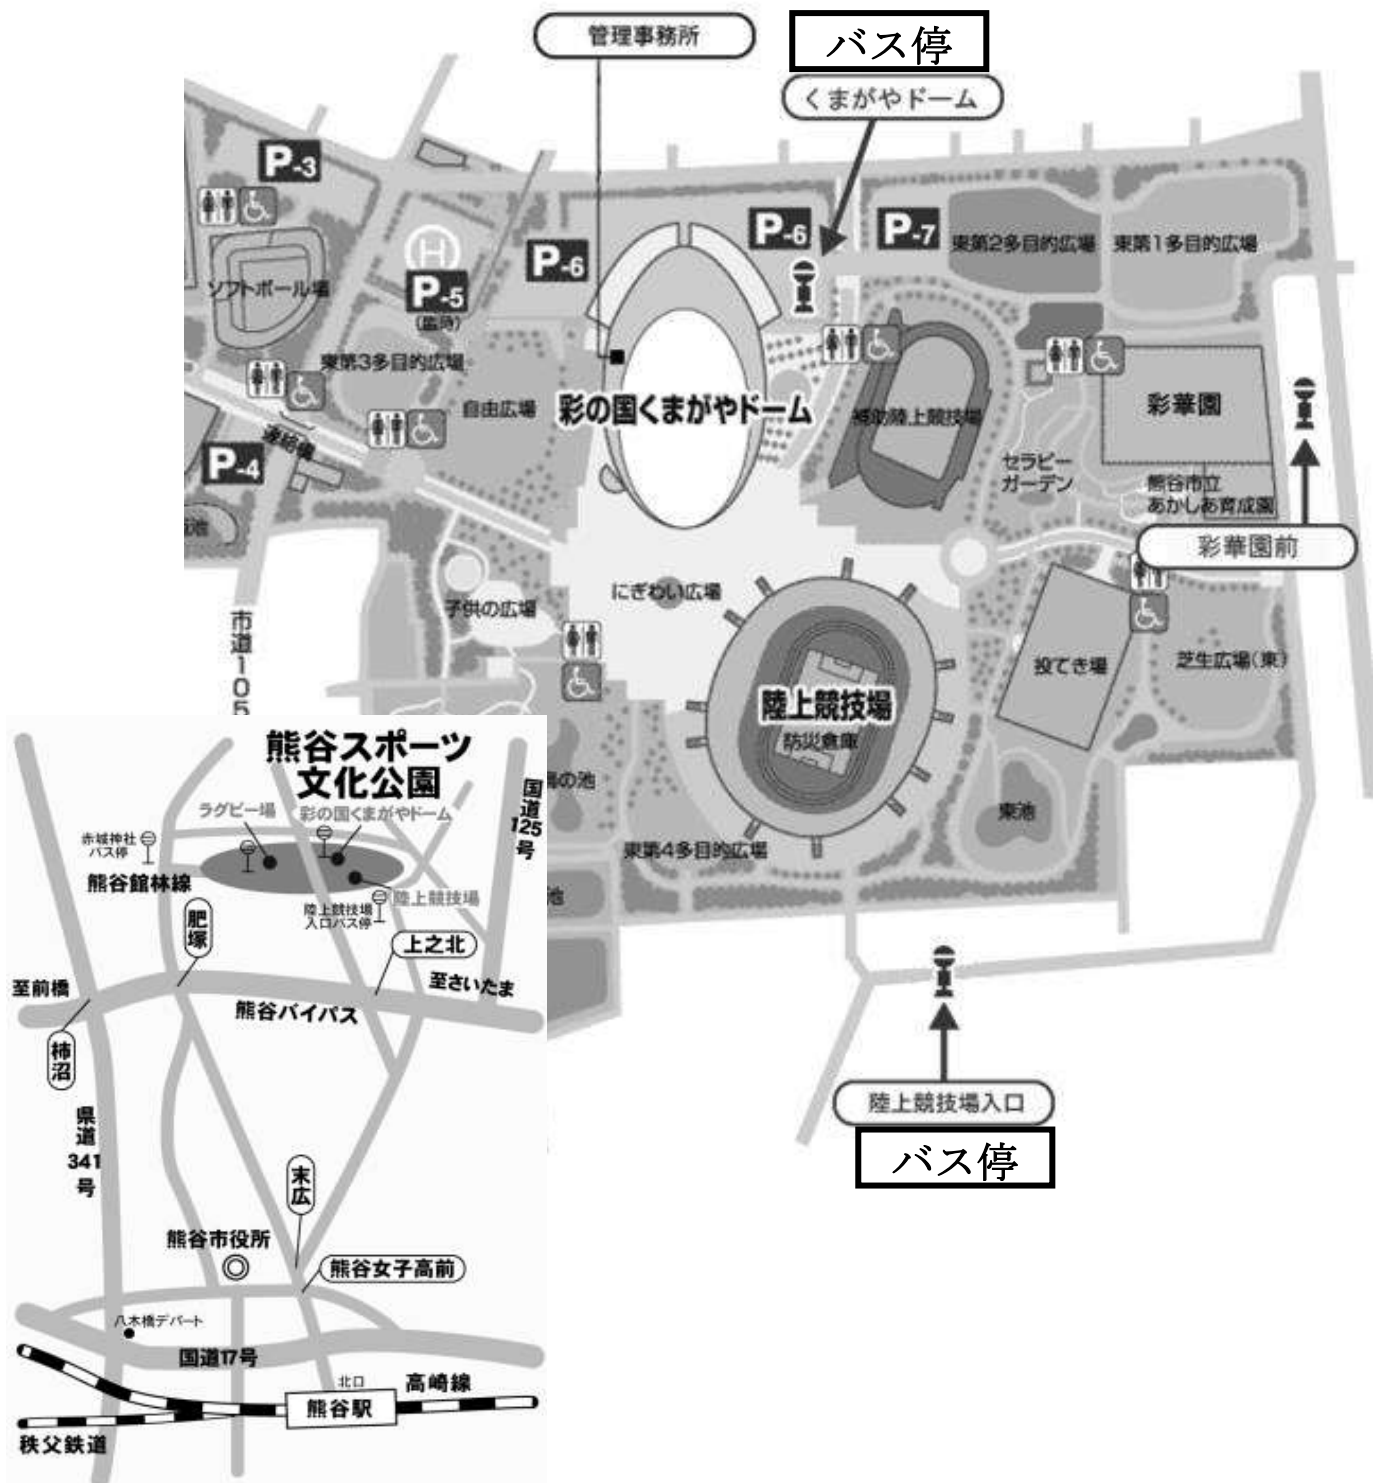 管理事務所
バス停
くまがやドーム
P-3
P-6
P-7
H
P-6
P-5
(臨時)
東第2多目的広場
東第1多目的広場
ソフトボール場
東第3多目的広場
自由広場
彩の国くまがやドーム
補助陸上競技場
彩華園
連絡橋
P-4
セラピー
ガーデン
熊谷市立
あかしあ育成園
彩華園前
池
子供の広場
にぎわい広場
市道105
陸上競技場
防災倉庫
投てき場
芝生広場(東)
の池
東池
東第4多目的広場
池
陸上競技場入口
バス停
熊谷スポーツ
文化公園
国道
125
号
ラグビー場
彩の国くまがやドーム
赤城神社
バス停
熊谷館林線
陸上競技場
陸上競技場
入口バス停
肥塚
上之北
至前橋
至さいたま
熊谷バイパス
柿沼
県道
341
号
末広
熊谷市役所
熊谷女子高前
八木橋デパート
国道17号
北口
高崎線
熊谷駅
秩父鉄道